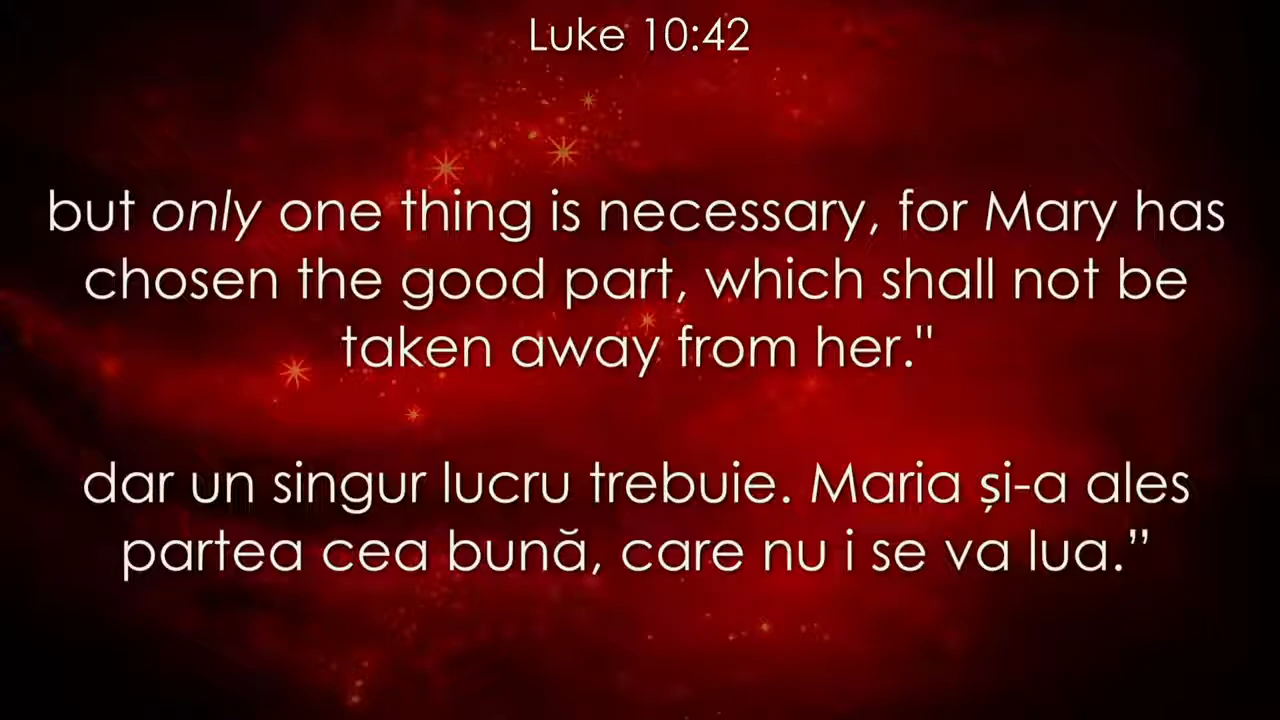 Luke 10:42
but only one thing is necessary, for Mary has
chosen the good part, which shall not be
taken away from her."
dar un singur lucru trebuie. Maria și-a ales
partea cea bună, care nu i se va lua.”